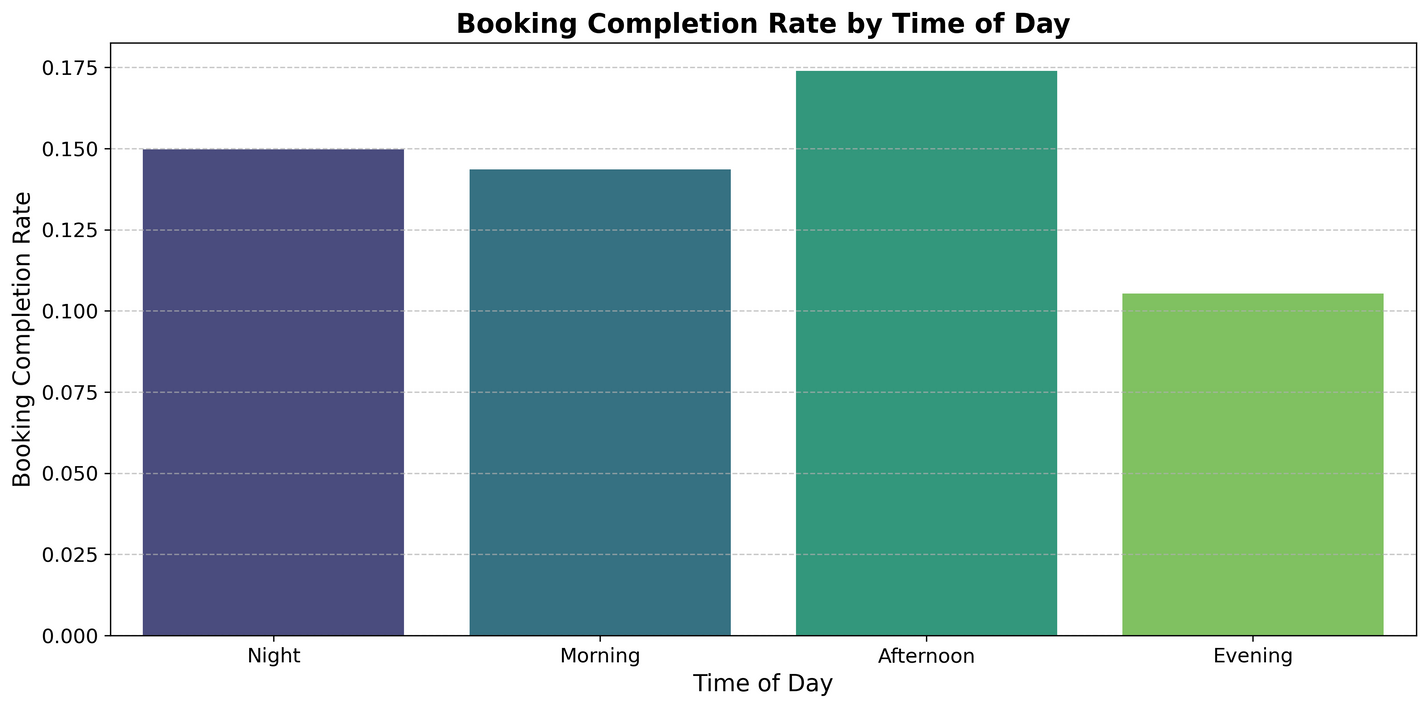 Booking Completion Rate by Time of Day
Booking Completion Rate
0.175
0.150
0.125
0.100
0.075
0.050
0.025
0.000
Night
Morning
Afternoon
Evening
Time of Day